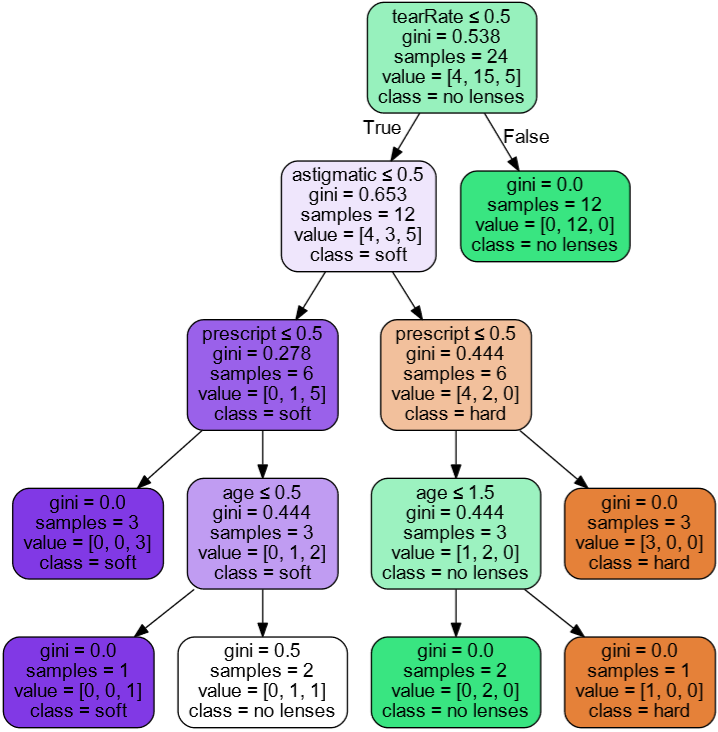 tearRate ≤ 0.5
gini = 0.538
samples = 24
value = [4, 15, 5]
class = no lenses
True
False
astigmatic ≤ 0.5
gini = 0.653
samples = 12
value = [4, 3, 5]
class = soft
gini = 0.0
samples = 12
value = [0, 12, 0]
class = no lenses
prescript ≤ 0.5
gini = 0.278
samples = 6
value = [0, 1, 5]
class = soft
prescript ≤ 0.5
gini = 0.444
samples = 6
value = [4, 2, 0]
class = hard
gini = 0.0
samples = 3
value = [0, 0, 3]
class = soft
age ≤ 0.5
gini = 0.444
samples = 3
value = [0, 1, 2]
class = soft
age ≤ 1.5
gini = 0.444
samples = 3
value = [1, 2, 0]
class = no lenses
gini = 0.0
samples = 3
value = [3, 0, 0]
class = hard
gini = 0.0
samples = 1
value = [0, 0, 1]
class = soft
gini = 0.5
samples = 2
value = [0, 1, 1]
class = no lenses
gini = 0.0
samples = 2
value = [0, 2, 0]
class = no lenses
gini = 0.0
samples = 1
value = [1, 0, 0]
class = hard